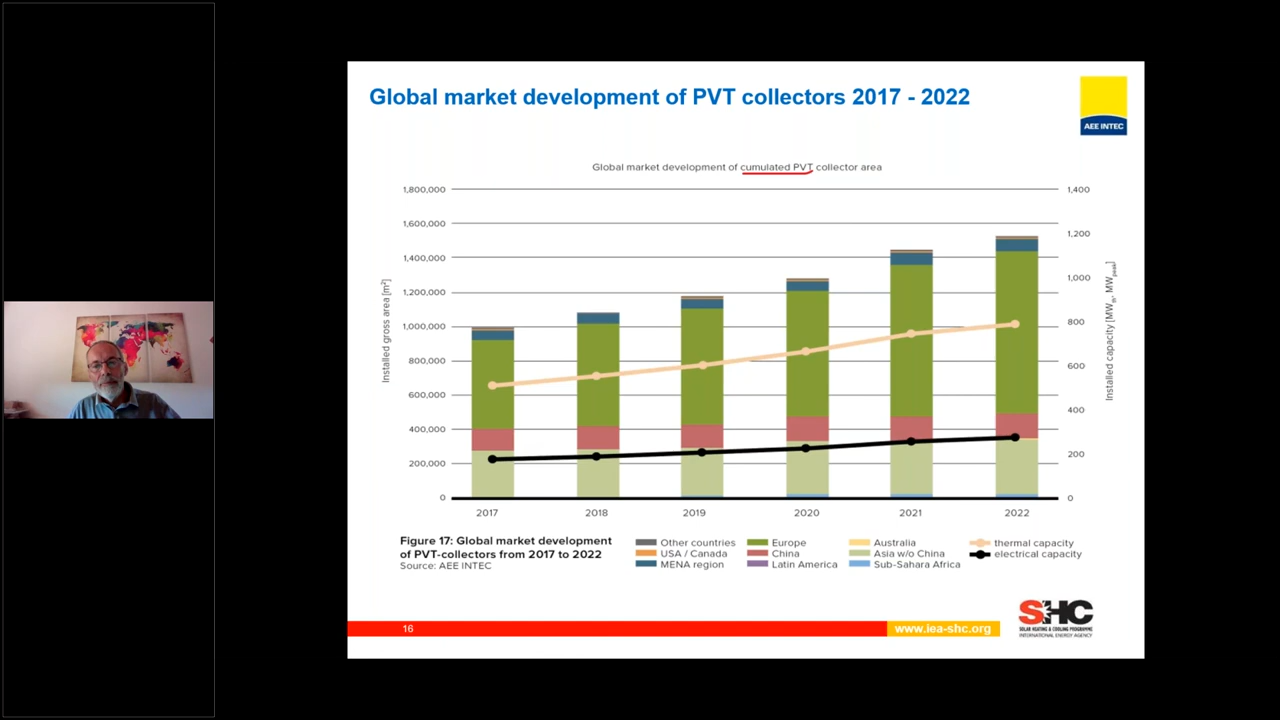 Global market development of PVT collectors 2017 - 2022
AEE INTEC
Global market development of cumulated PVT collector area
1,800,000
1,600,000
1,400,000
1,200,000
1,000,000
800,000
600,000
400,000
200,000
0
Installed gross area [m²]
1,400
1,200
1,000
800
600
400
200
0
Installed capacity [MWth, MWpeak]
2017 2018 2019 2020 2021 2022
Figure 17: Global market development
of PVT-collectors from 2017 to 2022
Source: AEE INTEC
Other countries Europe Australia thermal capacity
USA / Canada China Asia w/o China electrical capacity
MENA region Latin America Sub-Sahara Africa
16
www.iea-shc.org
SHC
SOLAR HEATING & COOLING PROGRAMME
INTERNATIONAL ENERGY AGENCY